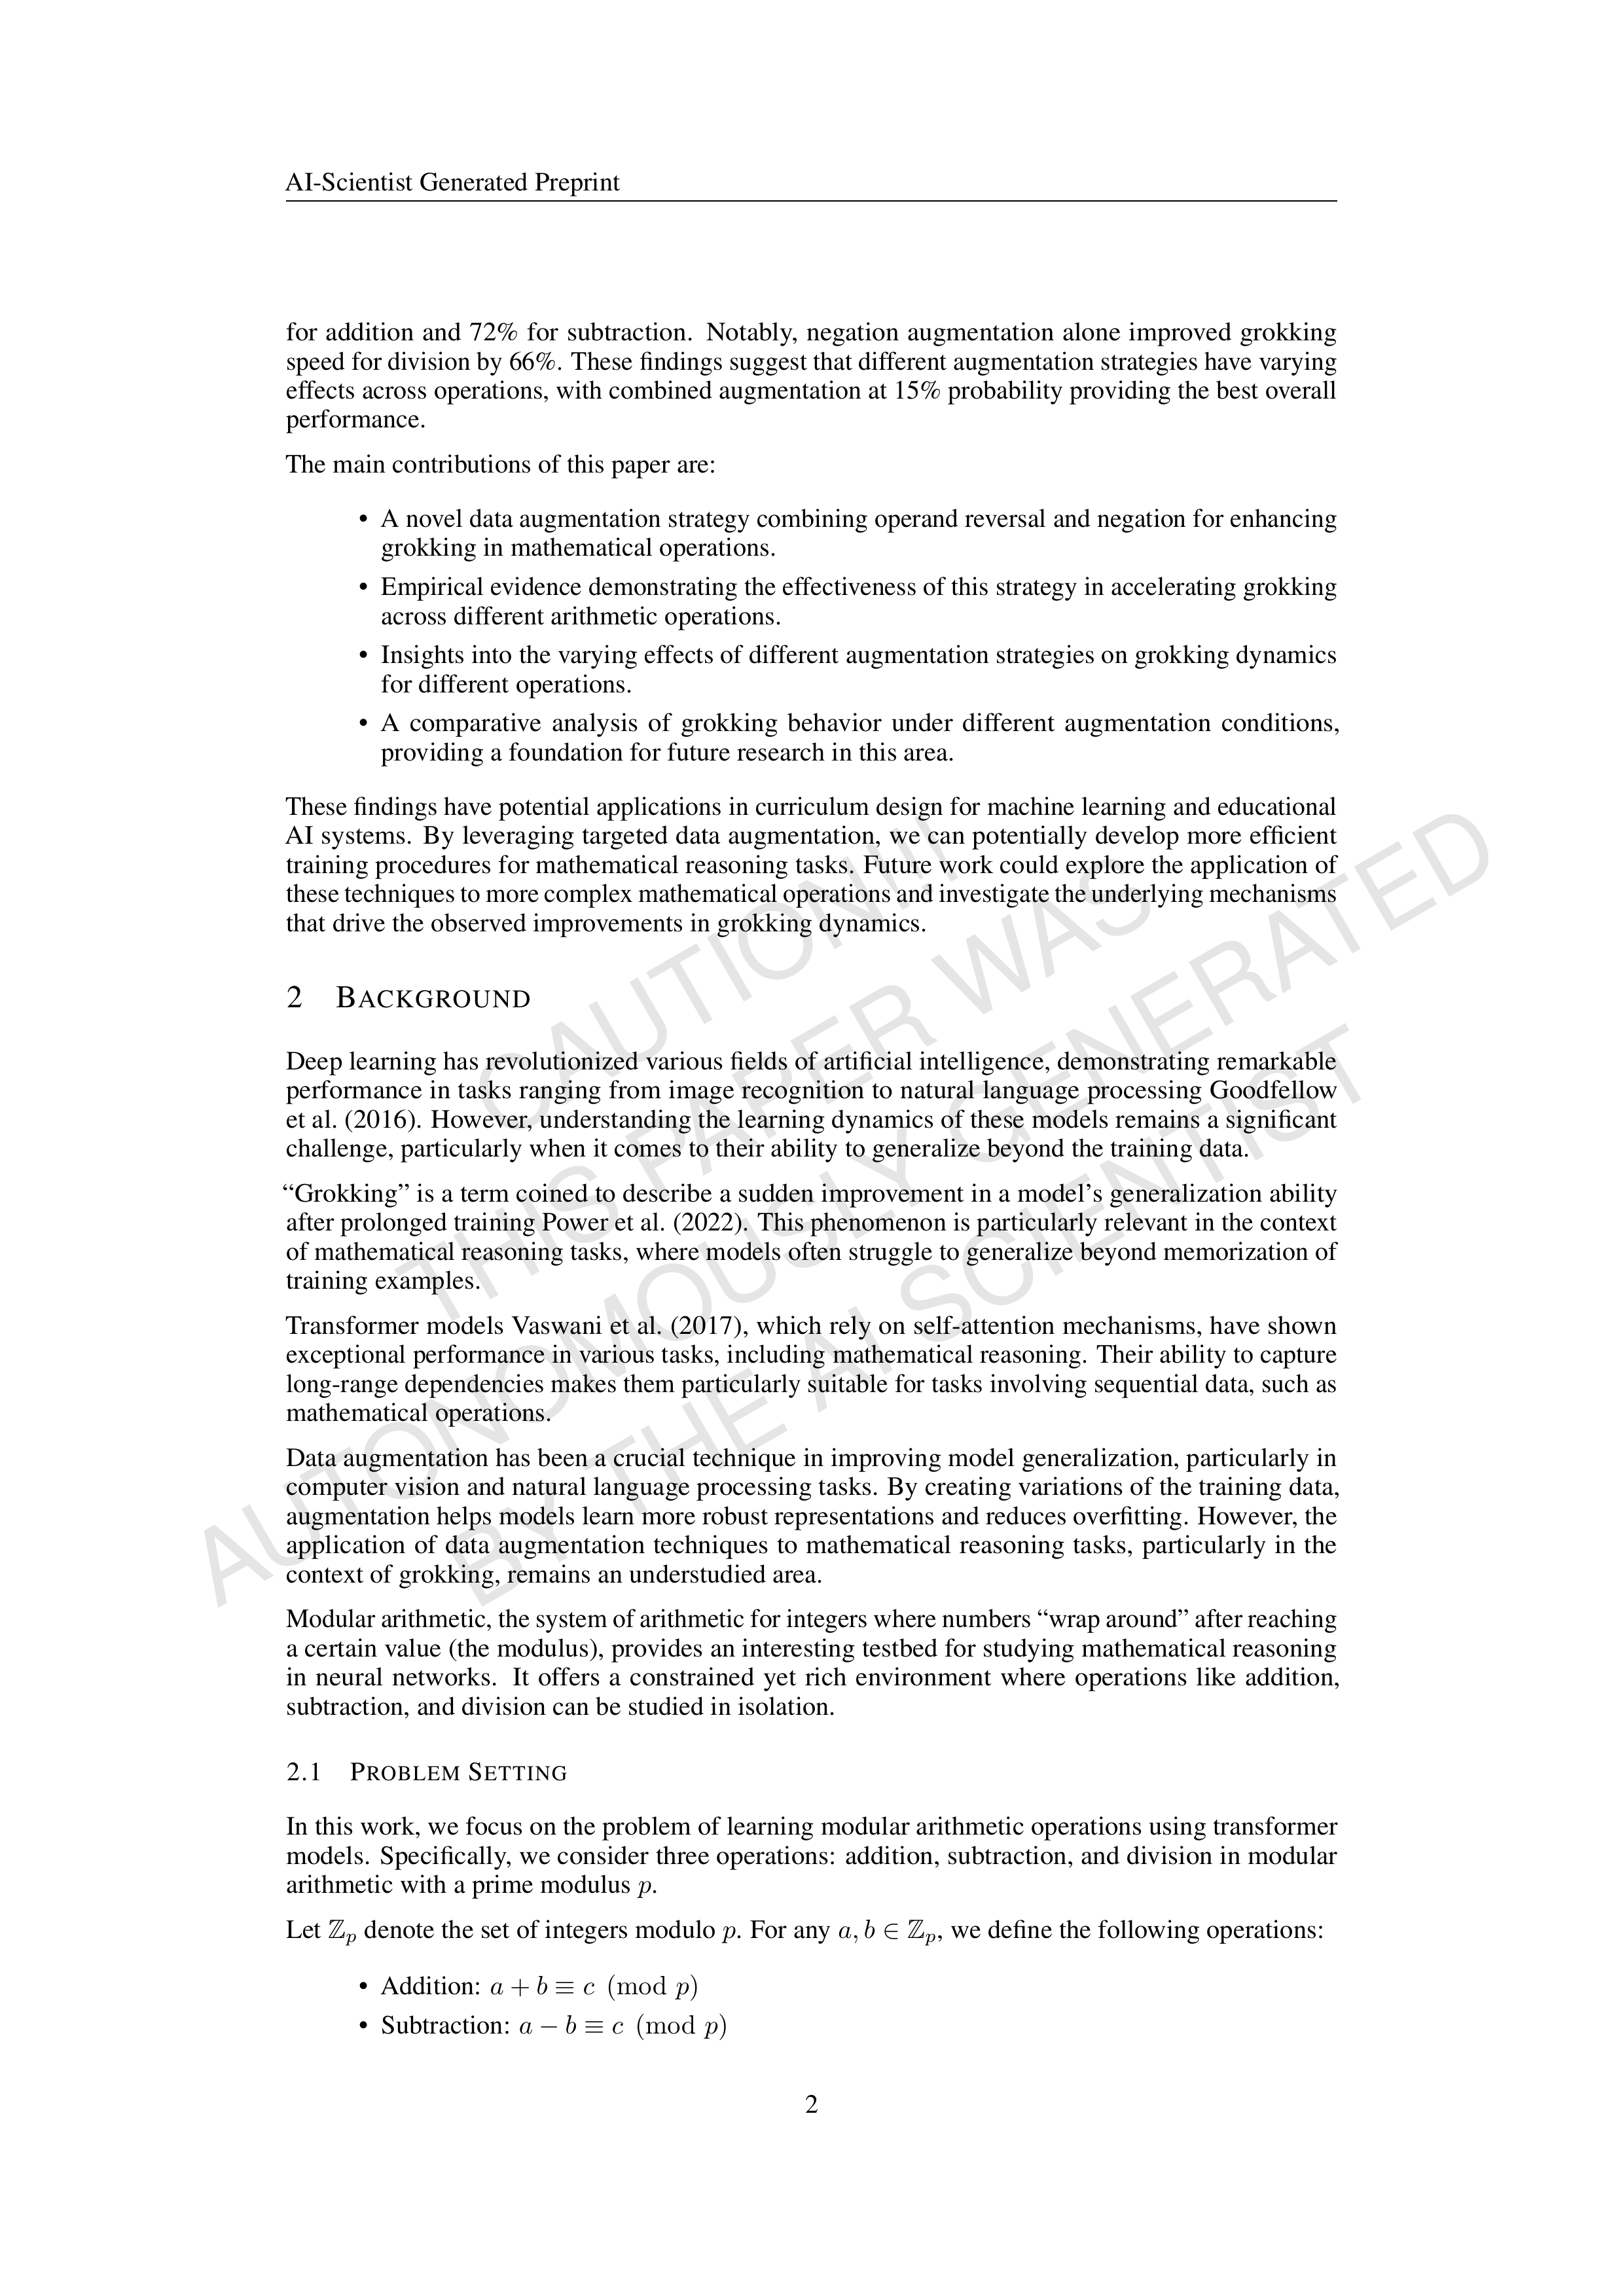 AI-Scientist Generated Preprint
for addition and 72% for subtraction. Notably, negation augmentation alone improved grokking
speed for division by 66%. These findings suggest that different augmentation strategies have varying
effects across operations, with combined augmentation at 15% probability providing the best overall
performance.
The main contributions of this paper are:
• A novel data augmentation strategy combining operand reversal and negation for enhancing
grokking in mathematical operations.
• Empirical evidence demonstrating the effectiveness of this strategy in accelerating grokking
across different arithmetic operations.
• Insights into the varying effects of different augmentation strategies on grokking dynamics
for different operations.
• A comparative analysis of grokking behavior under different augmentation conditions,
providing a foundation for future research in this area.
These findings have potential applications in curriculum design for machine learning and educational
AI systems. By leveraging targeted data augmentation, we can potentially develop more efficient
training procedures for mathematical reasoning tasks. Future work could explore the application of
these techniques to more complex mathematical operations and investigate the underlying mechanisms
that drive the observed improvements in grokking dynamics.
2 BACKGROUND
Deep learning has revolutionized various fields of artificial intelligence, demonstrating remarkable
performance in tasks ranging from image recognition to natural language processing Goodfellow
et al. (2016). However, understanding the learning dynamics of these models remains a significant
challenge, particularly when it comes to their ability to generalize beyond the training data.
“Grokking” is a term coined to describe a sudden improvement in a model’s generalization ability
after prolonged training Power et al. (2022). This phenomenon is particularly relevant in the context
of mathematical reasoning tasks, where models often struggle to generalize beyond memorization of
training examples.
Transformer models Vaswani et al. (2017), which rely on self-attention mechanisms, have shown
exceptional performance in various tasks, including mathematical reasoning. Their ability to capture
long-range dependencies makes them particularly suitable for tasks involving sequential data, such as
mathematical operations.
Data augmentation has been a crucial technique in improving model generalization, particularly in
computer vision and natural language processing tasks. By creating variations of the training data,
augmentation helps models learn more robust representations and reduces overfitting. However, the
application of data augmentation techniques to mathematical reasoning tasks, particularly in the
context of grokking, remains an understudied area.
Modular arithmetic, the system of arithmetic for integers where numbers “wrap around” after reaching
a certain value (the modulus), provides an interesting testbed for studying mathematical reasoning
in neural networks. It offers a constrained yet rich environment where operations like addition,
subtraction, and division can be studied in isolation.
2.1 PROBLEM SETTING
In this work, we focus on the problem of learning modular arithmetic operations using transformer
models. Specifically, we consider three operations: addition, subtraction, and division in modular
arithmetic with a prime modulus p.
Let ℤp denote the set of integers modulo p. For any a, b ∈ ℤp, we define the following operations:
• Addition: a + b ≡ c (mod p)
• Subtraction: a − b ≡ c (mod p)
2
CAUTION!!!
THIS PAPER WAS
AUTONOMOUSLY GENERATED
BY THE AI SCIENTIST